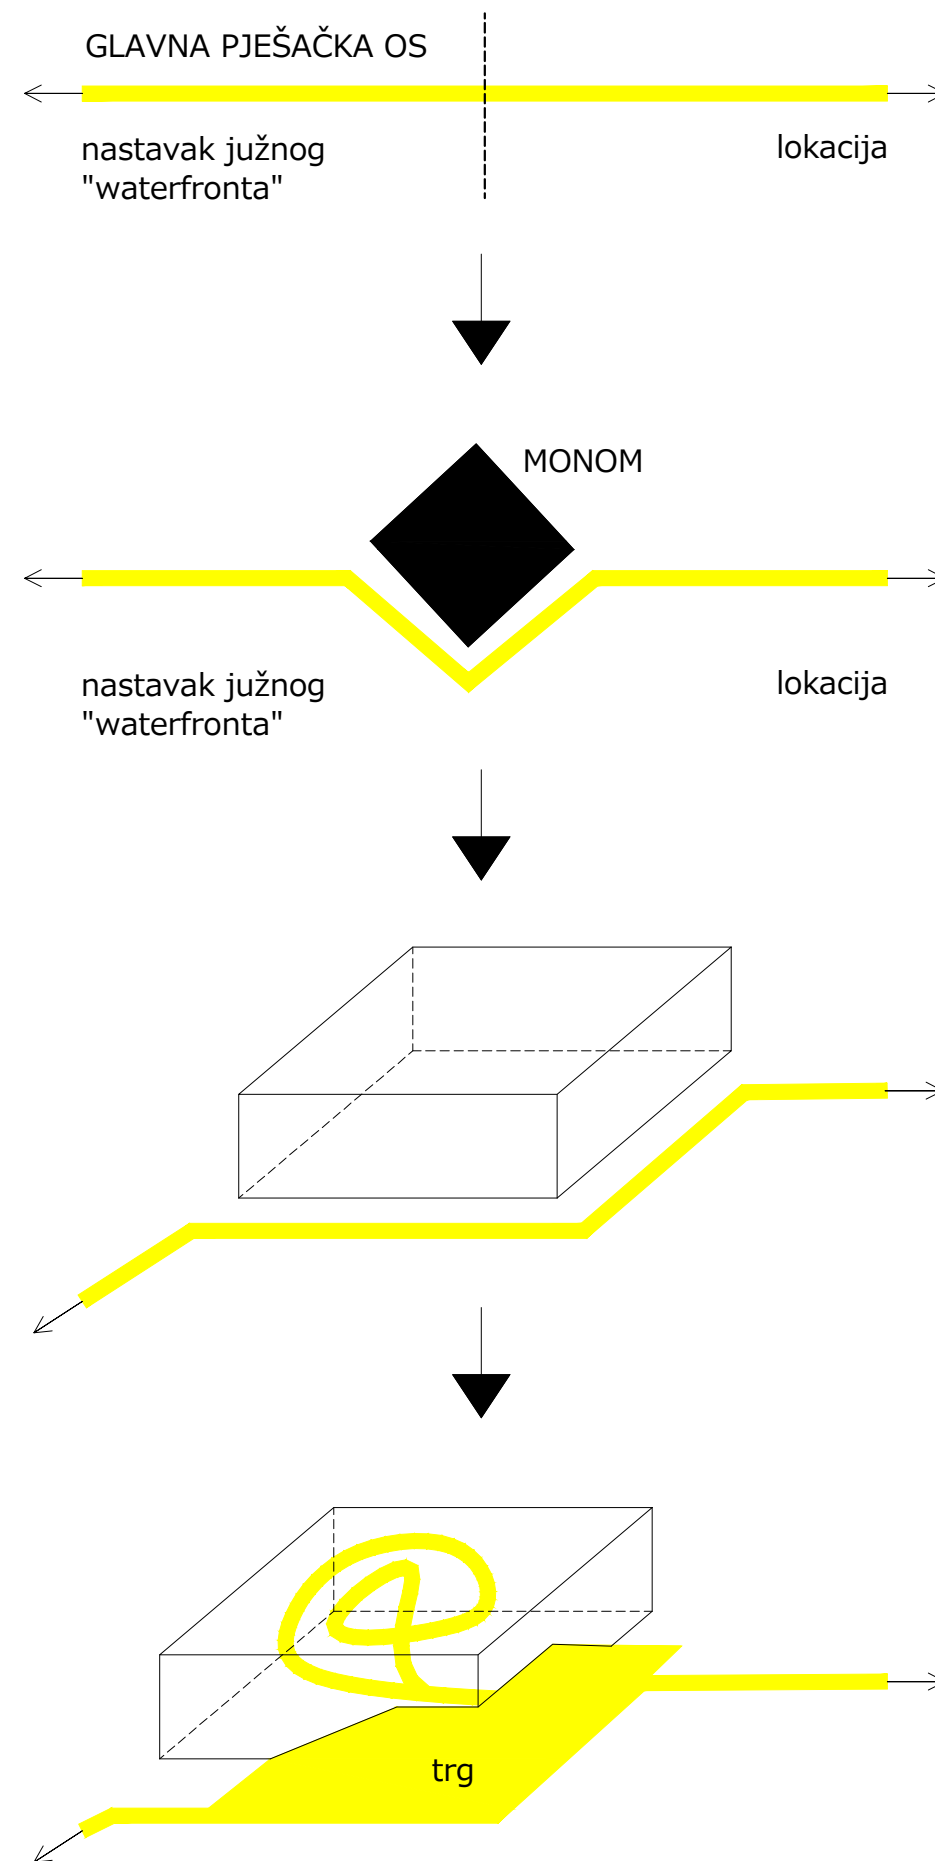 GLAVNA PJEŠAČKA OS
nastavak južnog
"waterfronta"
lokacija
MONOM
nastavak južnog
"waterfronta"
lokacija
trg